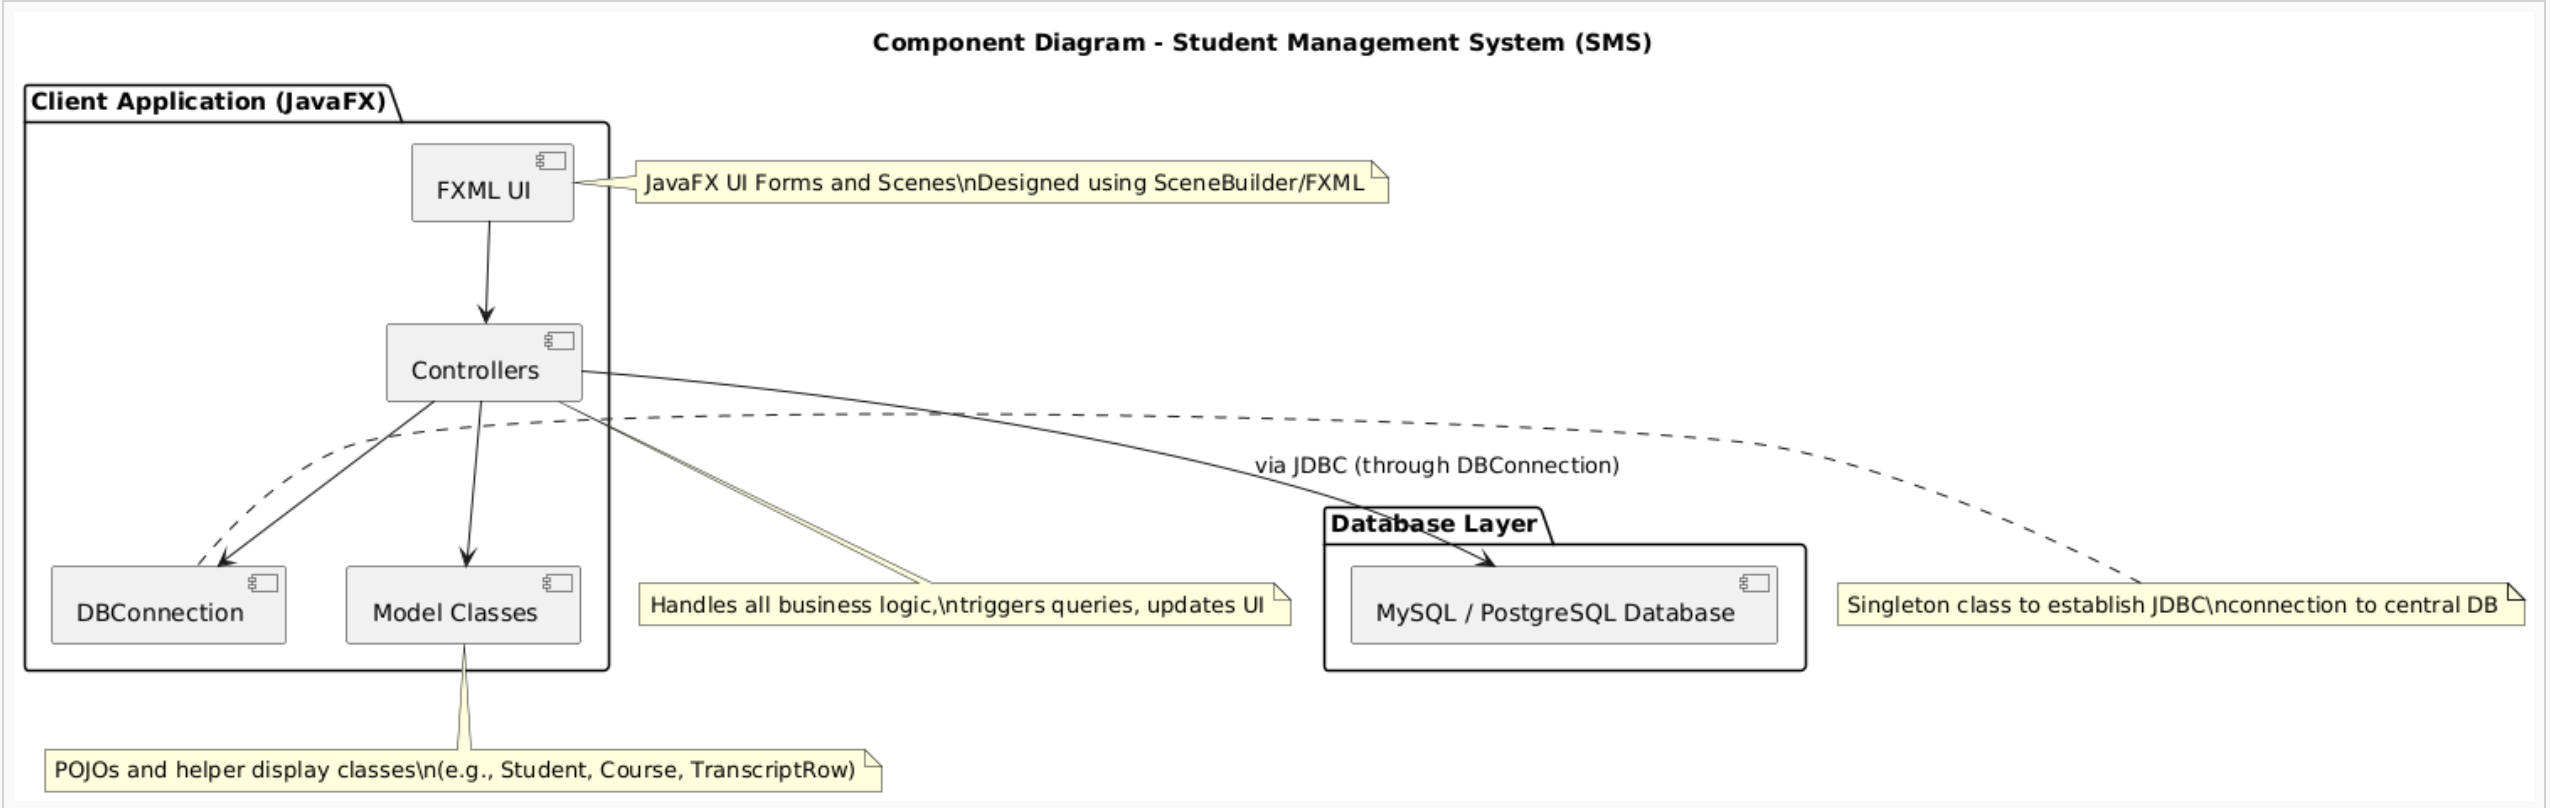 Component Diagram - Student Management System (SMS)
Client Application (JavaFX)
FXML UI
JavaFX UI Forms and Scenes\nDesigned using SceneBuilder/FXML
Controllers
via JDBC (through DBConnection)
Database Layer
DBConnection
Model Classes
Handles all business logic,\ntriggers queries, updates UI
MySQL / PostgreSQL Database
Singleton class to establish JDBC\nconnection to central DB
POJOs and helper display classes\n(e.g., Student, Course, TranscriptRow)